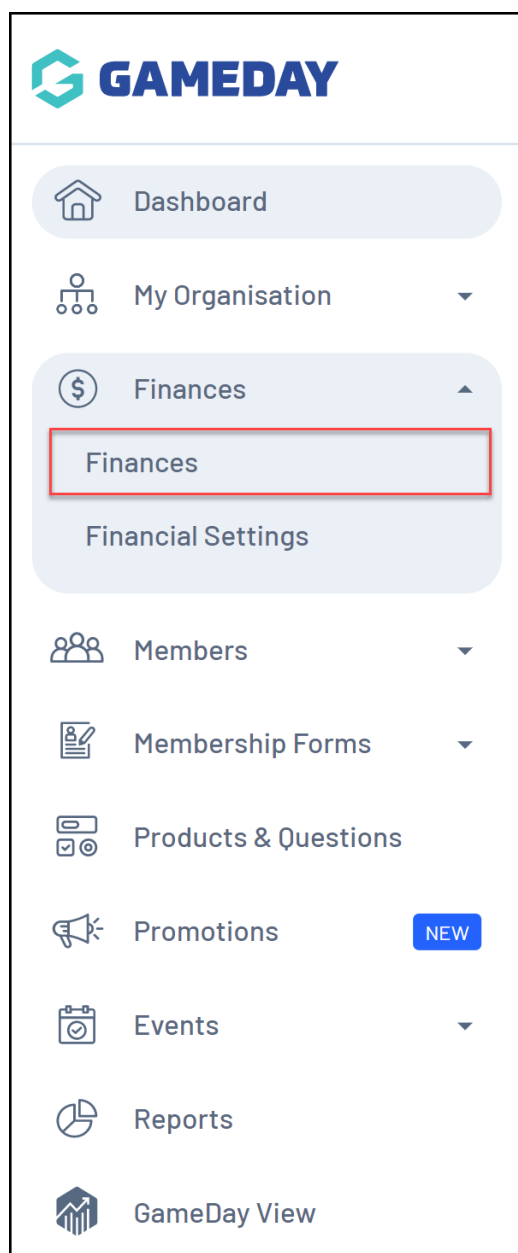 GAMEDAY
Dashboard
My Organisation
Finances
Finances
Financial Settings
Members
Membership Forms
Products & Questions
Promotions NEW
Events
Reports
GameDay View